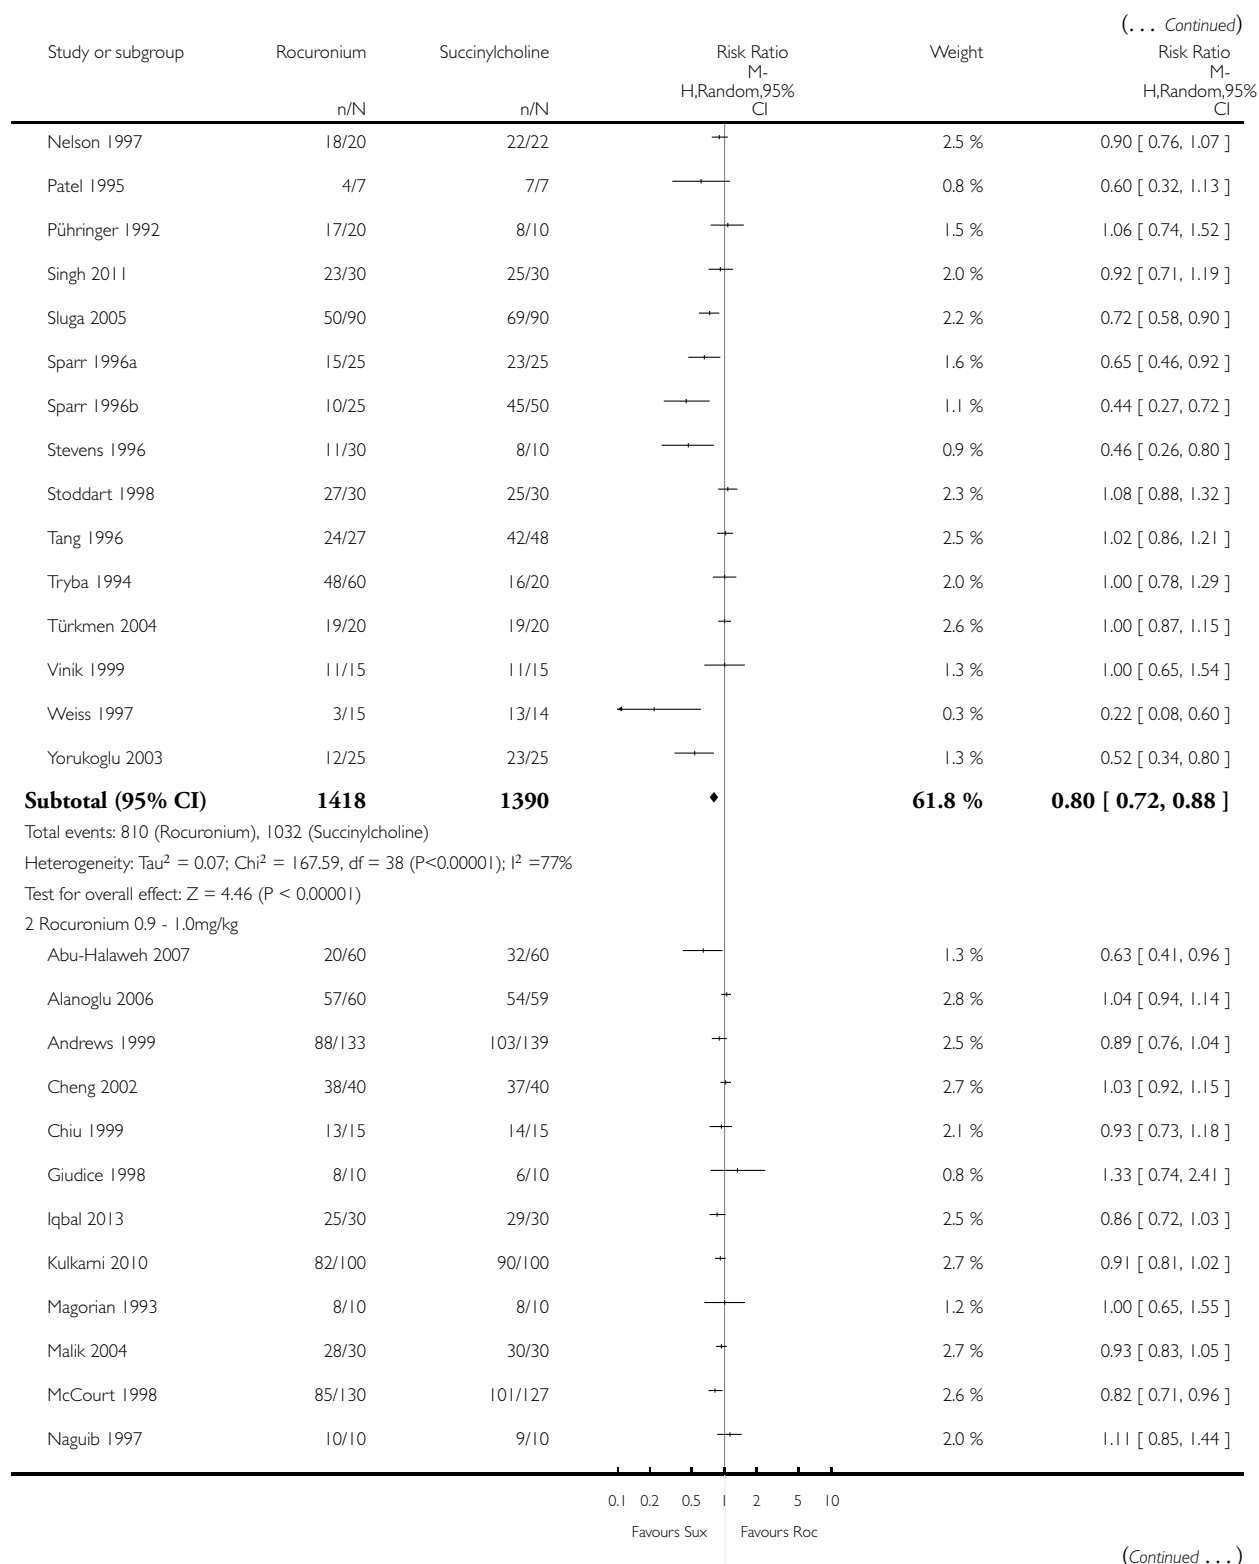 (... Continued)
Study or subgroup Rocuronium Succinylcholine Risk Ratio Weight Risk Ratio
M- M-
H,Random,95% H,Random,95%
n/N n/N CI CI
Nelson 1997 18/20 22/22 2.5 % 0.90 [ 0.76, 1.07 ]
Patel 1995 4/7 7/7 0.8 % 0.60 [ 0.32, 1.13 ]
Pühringer 1992 17/20 8/10 1.5 % 1.06 [ 0.74, 1.52 ]
Singh 2011 23/30 25/30 2.0 % 0.92 [ 0.71, 1.19 ]
Sluga 2005 50/90 69/90 2.2 % 0.72 [ 0.58, 0.90 ]
Sparr 1996a 15/25 23/25 1.6 % 0.65 [ 0.46, 0.92 ]
Sparr 1996b 10/25 45/50 1.1 % 0.44 [ 0.27, 0.72 ]
Stevens 1996 11/30 8/10 0.9 % 0.46 [ 0.26, 0.80 ]
Stoddart 1998 27/30 25/30 2.3 % 1.08 [ 0.88, 1.32 ]
Tang 1996 24/27 42/48 2.5 % 1.02 [ 0.86, 1.21 ]
Tryba 1994 48/60 16/20 2.0 % 1.00 [ 0.78, 1.29 ]
Türkmen 2004 19/20 19/20 2.6 % 1.00 [ 0.87, 1.15 ]
Vinik 1999 11/15 11/15 1.3 % 1.00 [ 0.65, 1.54 ]
Weiss 1997 3/15 13/14 0.3 % 0.22 [ 0.08, 0.60 ]
Yorukoglu 2003 12/25 23/25 1.3 % 0.52 [ 0.34, 0.80 ]
Subtotal (95% CI) 1418 1390 61.8 % 0.80 [ 0.72, 0.88 ]
Total events: 810 (Rocuronium), 1032 (Succinylcholine)
Heterogeneity: Tau² = 0.07; Chi² = 167.59, df = 38 (P<0.00001); I² =77%
Test for overall effect: Z = 4.46 (P < 0.00001)
2 Rocuronium 0.9 - 1.0mg/kg
Abu-Halaweh 2007 20/60 32/60 1.3 % 0.63 [ 0.41, 0.96 ]
Alanoglu 2006 57/60 54/59 2.8 % 1.04 [ 0.94, 1.14 ]
Andrews 1999 88/133 103/139 2.5 % 0.89 [ 0.76, 1.04 ]
Cheng 2002 38/40 37/40 2.7 % 1.03 [ 0.92, 1.15 ]
Chiu 1999 13/15 14/15 2.1 % 0.93 [ 0.73, 1.18 ]
Giudice 1998 8/10 6/10 0.8 % 1.33 [ 0.74, 2.41 ]
Iqbal 2013 25/30 29/30 2.5 % 0.86 [ 0.72, 1.03 ]
Kulkarni 2010 82/100 90/100 2.7 % 0.91 [ 0.81, 1.02 ]
Magorian 1993 8/10 8/10 1.2 % 1.00 [ 0.65, 1.55 ]
Malik 2004 28/30 30/30 2.7 % 0.93 [ 0.83, 1.05 ]
McCourt 1998 85/130 101/127 2.6 % 0.82 [ 0.71, 0.96 ]
Naguib 1997 10/10 9/10 2.0 % 1.11 [ 0.85, 1.44 ]
0.1 0.2 0.5 1 2 5 10
Favours Sux Favours Roc
(Continued ...)